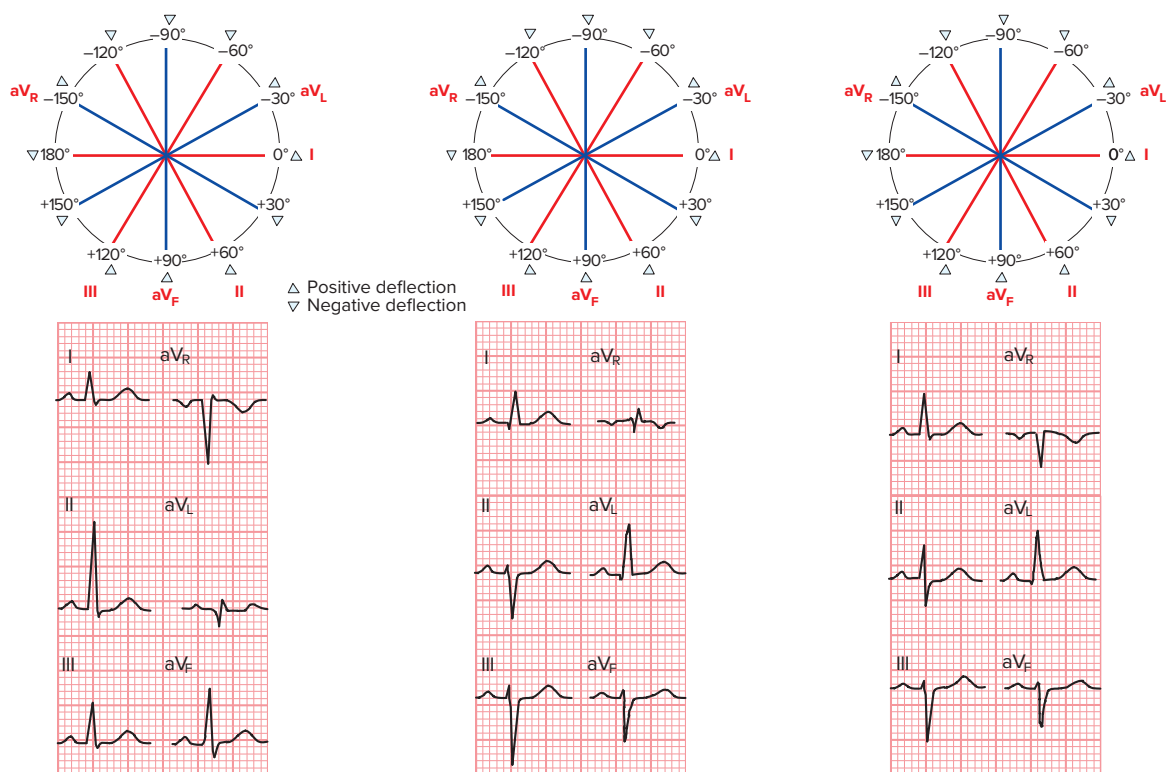 −90°
−120°
−60°
aVR
−150°
−30°
aVL
180°
0°
I
+150°
+30°
+120°
+90°
+60°
III
aVF
II
−90°
−120°
−60°
aVR
−150°
−30°
aVL
180°
0°
I
+150°
+30°
+120°
+90°
+60°
III
aVF
II
−90°
−120°
−60°
aVR
−150°
−30°
aVL
180°
0°
I
+150°
+30°
+120°
+90°
+60°
III
aVF
II
Positive deflection
Negative deflection
I aVR
II aVL
III aVF
I aVR
II aVL
III aVF
I aVR
II aVL
III aVF